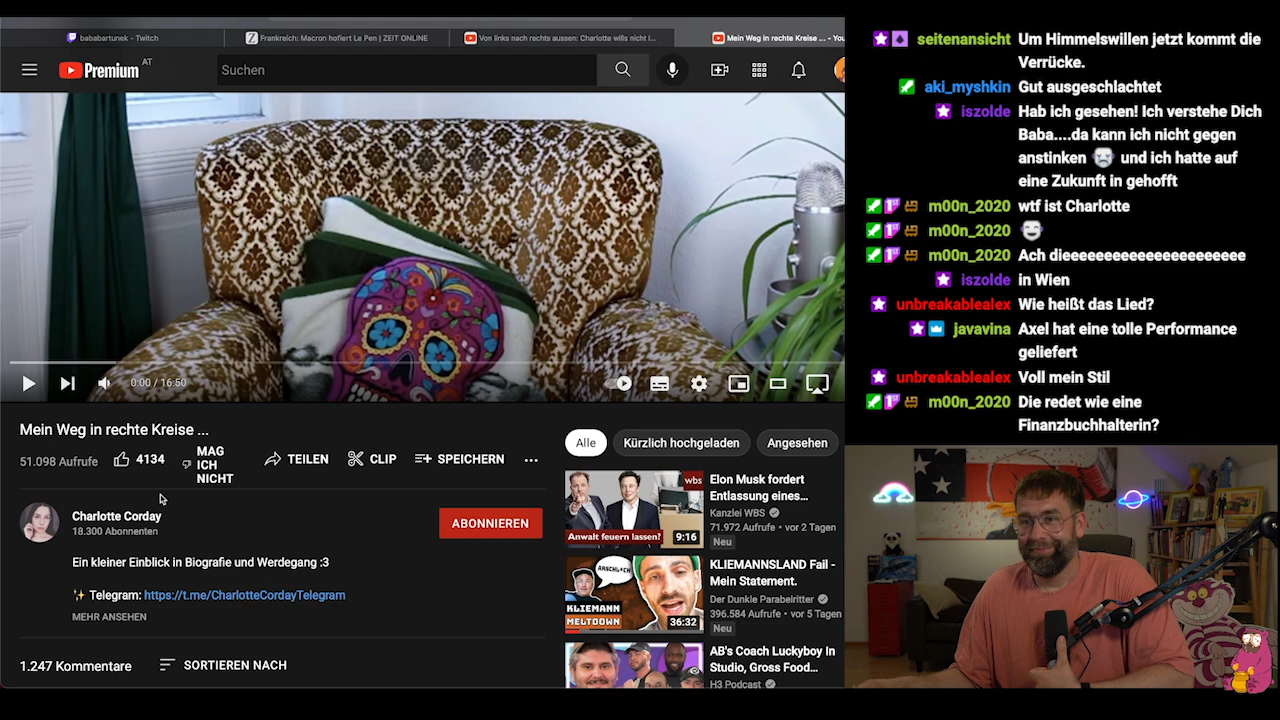 bababartunek - Twitch
Frankreich: Macron hofiert Le Pen | ZEIT ONLINE
Von links nach rechts aussen: Charlotte wills nicht l...
Mein Weg in rechte Kreise ... - You
Premium AT
Suchen
0:00 / 16:50
Mein Weg in rechte Kreise ...
51.098 Aufrufe
4134
MAG
ICH
NICHT
TEILEN
CLIP
SPEICHERN
Charlotte Corday
18.300 Abonnenten
ABONNIEREN
Ein kleiner Einblick in Biografie und Werdegang :3
✨ Telegram: https://t.me/CharlotteCordayTelegram
MEHR ANSEHEN
1.247 Kommentare
SORTIEREN NACH
Alle
Kürzlich hochgeladen
Angesehen
wbs
Anwalt feuern lassen?
9:16
Elon Musk fordert
Entlassung eines...
Kanzlei WBS
71.972 Aufrufe • vor 2 Tagen
Neu
ARSCHL*CH
KLIEMANN
MELTDOWN
36:32
KLIEMANNSLAND Fail -
Mein Statement.
Der Dunkle Parabelritter
396.584 Aufrufe • vor 5 Tagen
Neu
AB's Coach Luckyboy In
Studio, Gross Food...
H3 Podcast
seitenansicht Um Himmelswillen jetzt kommt die
Verrücke.
aki_myshkin Gut ausgeschlachtet
iszolde Hab ich gesehen! Ich verstehe Dich
Baba....da kann ich nicht gegen
anstinken und ich hatte auf
eine Zukunft in gehofft
m00n_2020 wtf ist Charlotte
m00n_2020
m00n_2020 Ach dieeeeeeeeeeeeeeeeeeeeee
iszolde in Wien
unbreakablealex Wie heißt das Lied?
javavina Axel hat eine tolle Performance
geliefert
unbreakablealex Voll mein Stil
m00n_2020 Die redet wie eine
Finanzbuchhalterin?